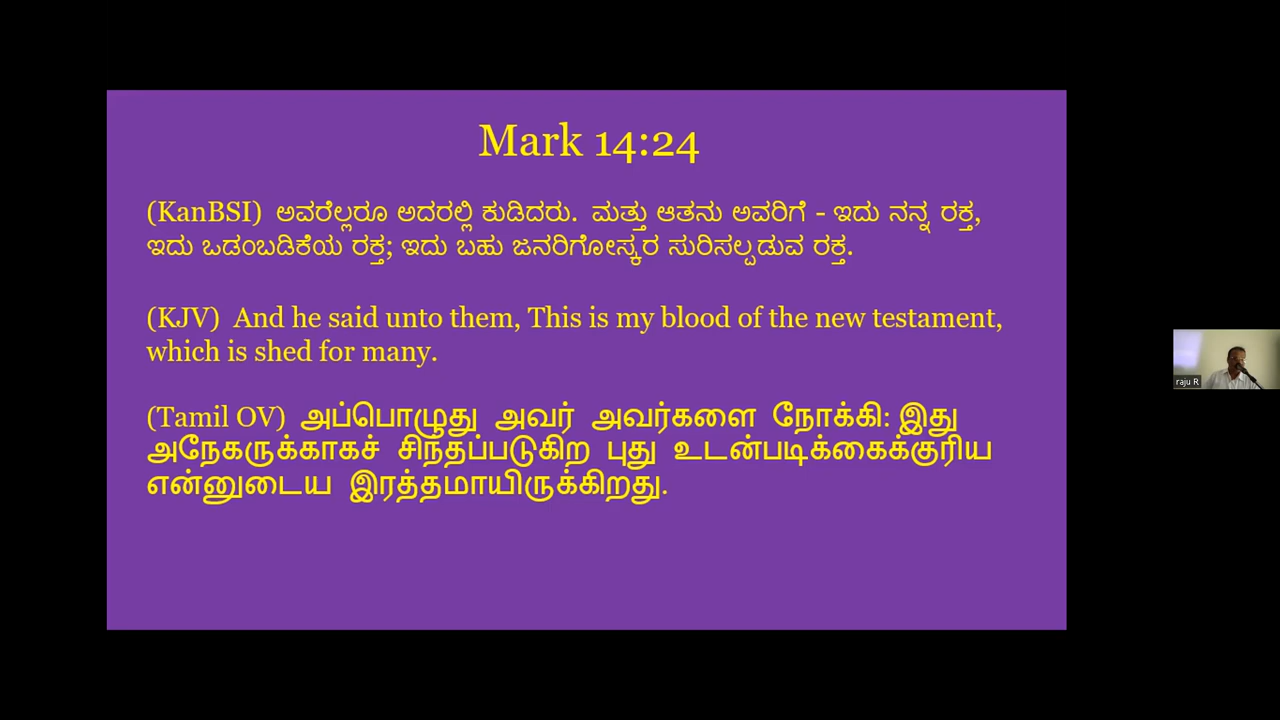 Mark 14:24
(KanBSI) ಅವರೆಲ್ಲರೂ ಅದರಲ್ಲಿ ಕುಡಿದರು. ಮತ್ತು ಆತನು ಅವರಿಗೆ - ಇದು ನನ್ನ ರಕ್ತ,
ಇದು ಒಡಂಬಡಿಕೆಯ ರಕ್ತ; ಇದು ಬಹು ಜನರಿಗೋಸ್ಕರ ಸುರಿಸಲ್ಪಡುವ ರಕ್ತ.
(KJV) And he said unto them, This is my blood of the new testament,
which is shed for many.
(Tamil OV) அப்பொழுது அவர் அவர்களை நோக்கி: இது
அநேகருக்காகச் சிந்தப்படுகிற புது உடன்படிக்கைக்குரிய
என்னுடைய இரத்தமாயிருக்கிறது.
raju R